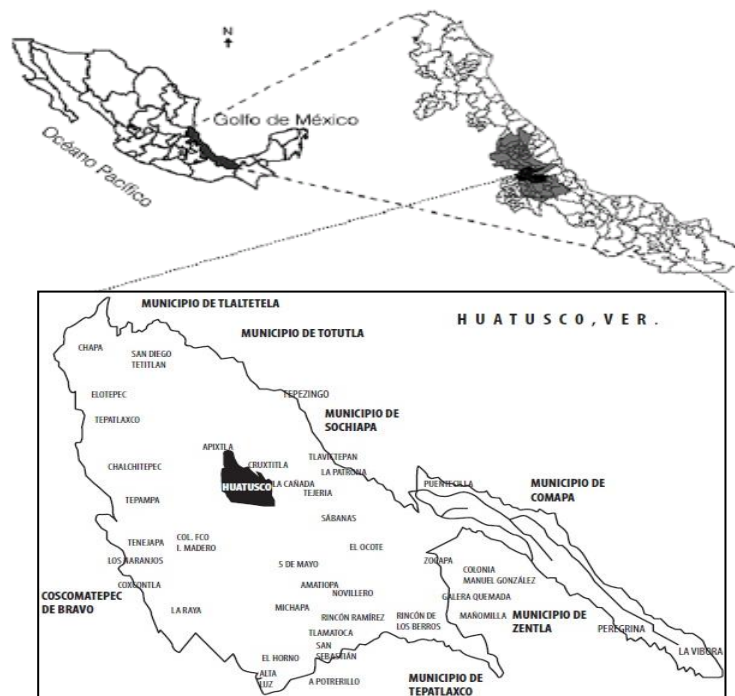 N
Golfo de México
Océano Pacífico
MUNICIPIO DE TLALTETELA
HUATUSCO, VER.
MUNICIPIO DE TOTUTLA
CHAPA
SAN DIEGO
TETITLAN
ELOTEPEC
TEPEZINGO
TEPATLAXCO
MUNICIPIO DE
SOCHIAPA
APIXTLA
CRUXTITLA
TLAVIETEPAN
CHALCHITEPEC
LA PATRONA
HUATUSCO
LA CAÑADA
TEJERIA
PUENTECILLA
MUNICIPIO DE
COMAPA
TEPAMPA
SÁBANAS
TENEJAPA
COL. FCO
I. MADERO
EL OCOTE
LOS NARANJOS
5 DE MAYO
ZOCAPA
COLONIA
MANUEL GONZÁLEZ
COXCONTLA
AMATIOPA
NOVILLERO
GALERA QUEMADA
COSCOMATEPEC
DE BRAVO
LA RAYA
MICHAPA
RINCÓN RAMÍREZ
RINCÓN DE
LOS BERROS
MAÑOMILLA
MUNICIPIO DE
ZENTLA
PEREGRINA
TLAMATOCA
SAN
SEBASTIÁN
LA VIBORA
EL HORNO
ALTA
LUZ
A POTRERILLO
MUNICIPIO DE
TEPATLAXCO